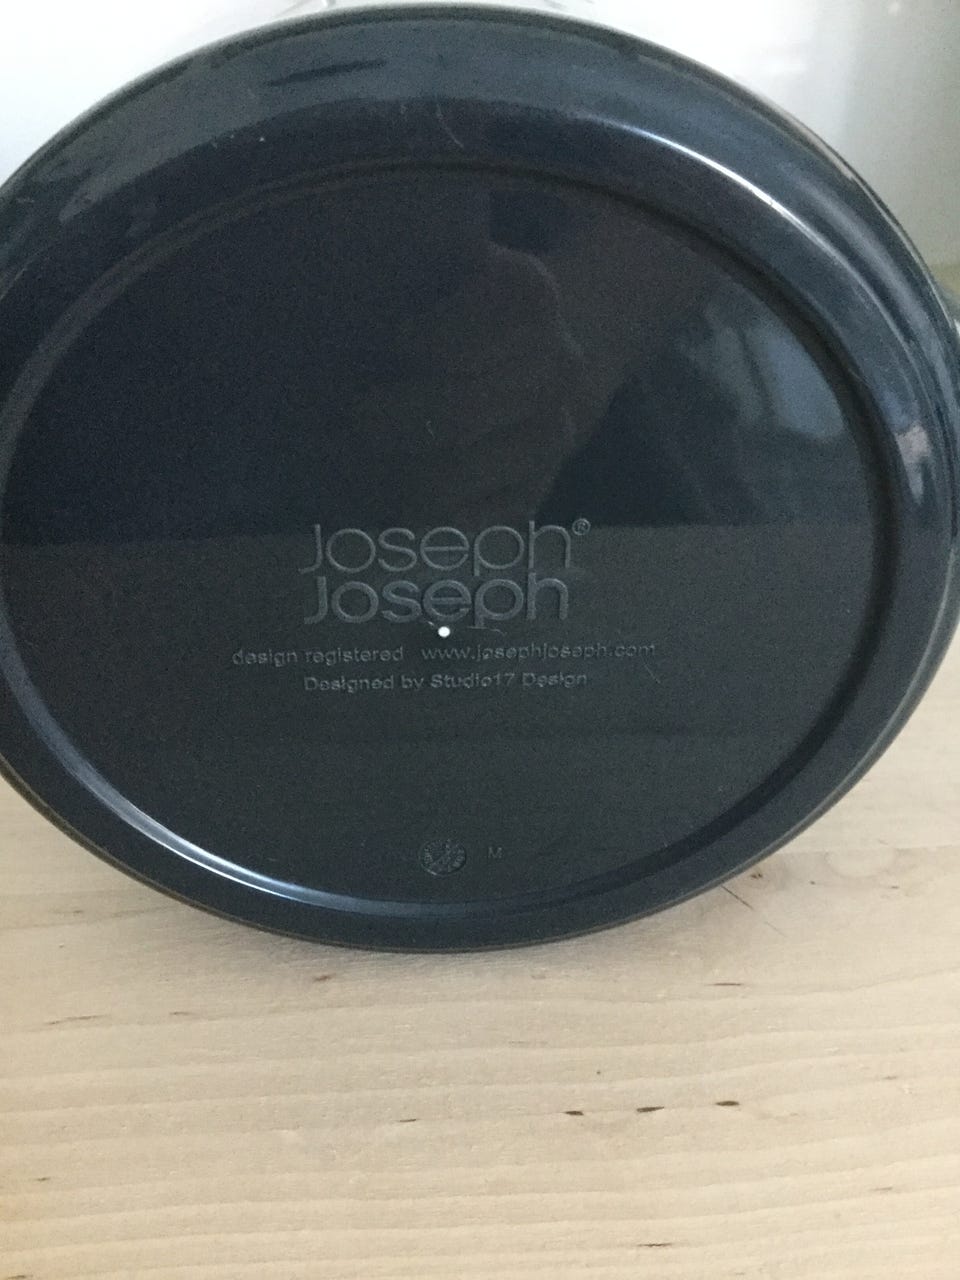 Joseph®
Joseph
design registered www.josephjoseph.com
Designed by Studio17 Design
M